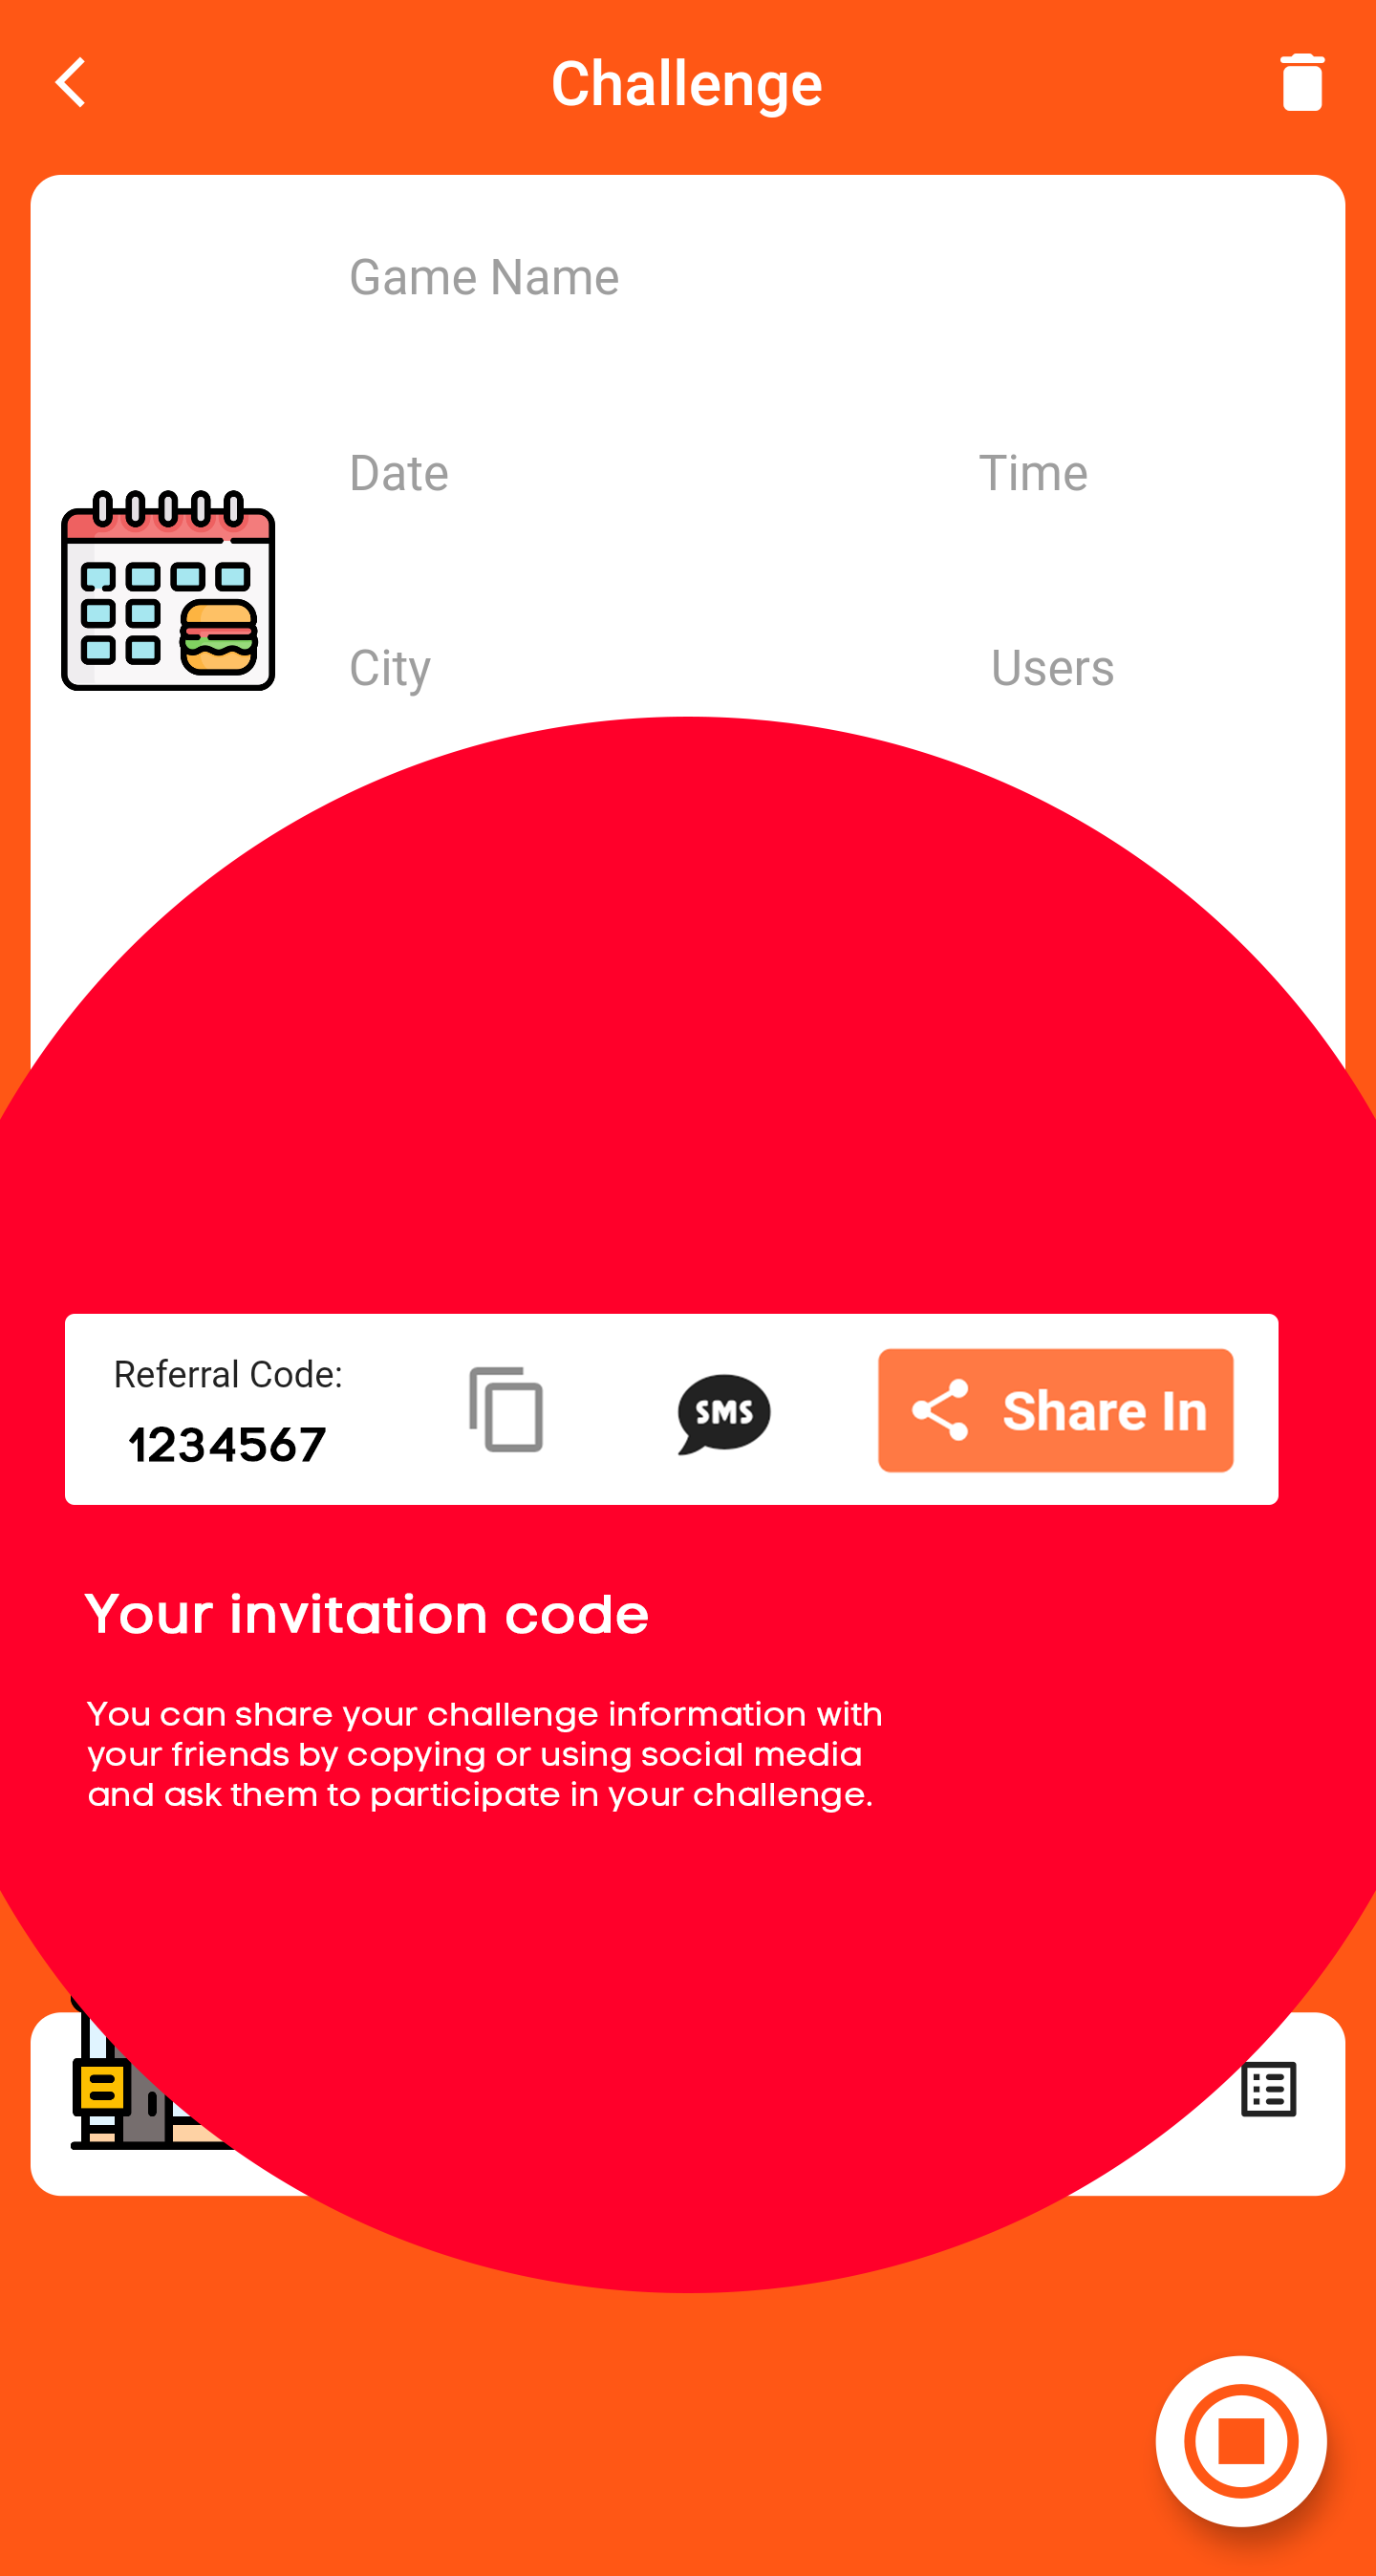 Challenge
Game Name
Date Time
City Users
Referral Code:
1234567
SMS
Share In
Your invitation code
You can share your challenge information with
your friends by copying or using social media
and ask them to participate in your challenge.